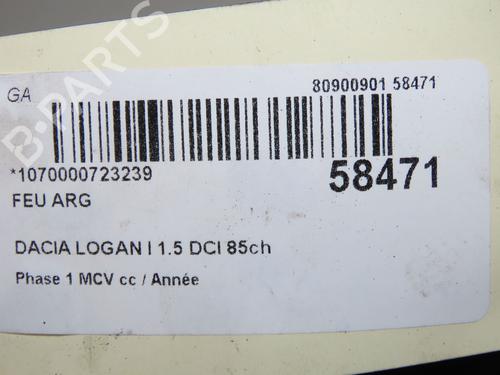 GA
80900901 58471
*1070000723239
58471
FEU ARG
DACIA LOGAN I 1.5 DCI 85ch
Phase 1 MCV cc / Année
B-PARTS